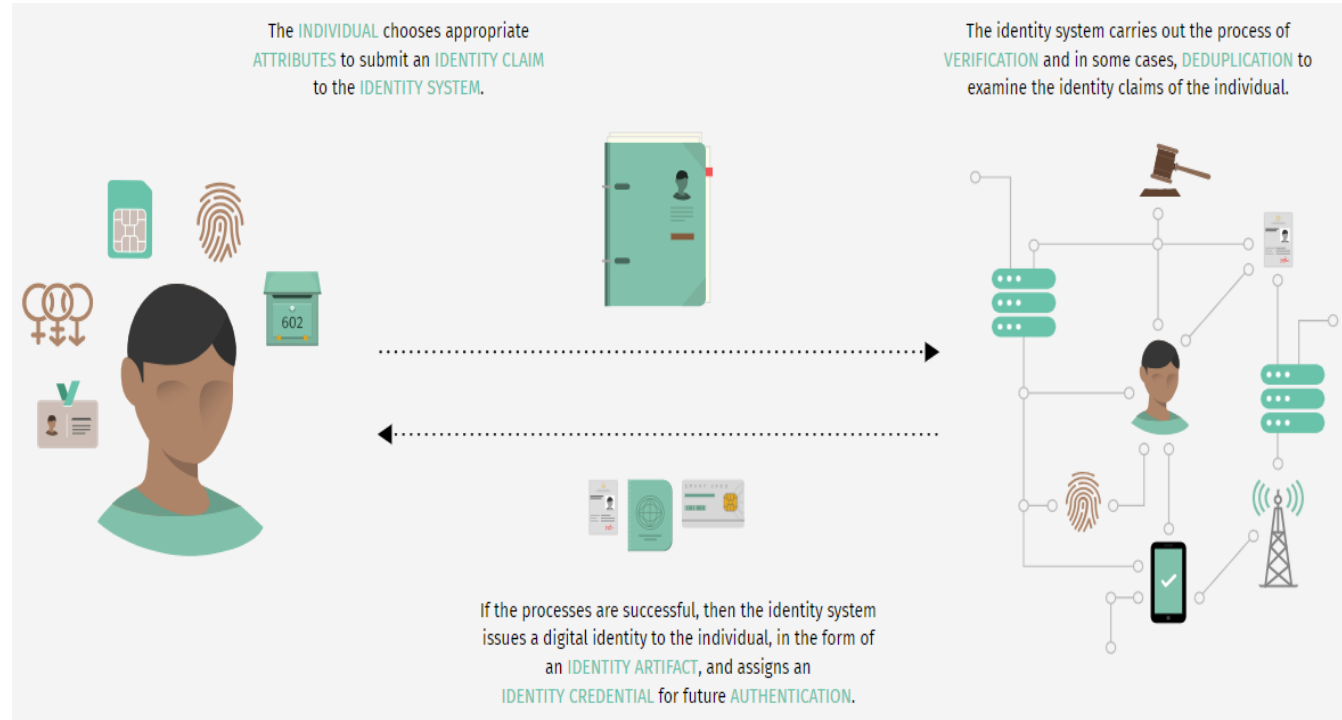 The INDIVIDUAL chooses appropriate
ATTRIBUTES to submit an IDENTITY CLAIM
to the IDENTITY SYSTEM.
The identity system carries out the process of
VERIFICATION and in some cases, DEDUPLICATION to
examine the identity claims of the individual.
602
SMART CARD
If the processes are successful, then the identity system
issues a digital identity to the individual, in the form of
an IDENTITY ARTIFACT, and assigns an
IDENTITY CREDENTIAL for future AUTHENTICATION.